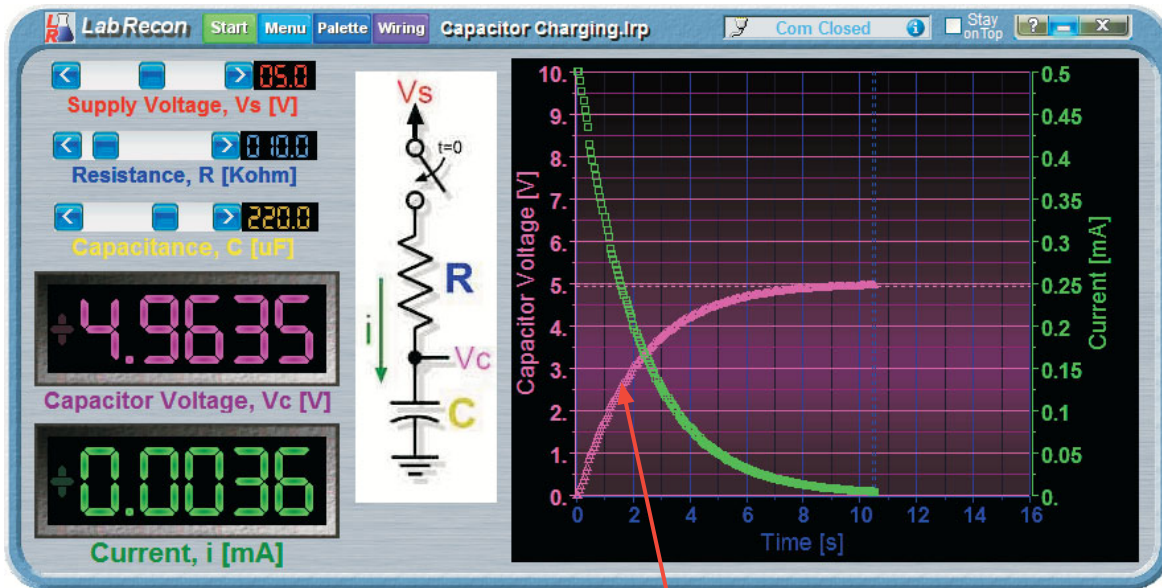 LR LabRecon Start Menu Palette Wiring Capacitor Charging.lrp Com Closed i Stay on Top ? - X
05.0
Supply Voltage, Vs [V]
010.0
Resistance, R [Kohm]
220.0
Capacitance, C [uF]
4.9635
Capacitor Voltage, Vc [V]
0.0036
Current, i [mA]
Vs
t=0
R
i
Vc
C
Capacitor Voltage [V]
10.
9.
8.
7.
6.
5.
4.
3.
2.
1.
0.
0 2 4 6 8 10 12 14 16
Time [s]
0.5
0.45
0.4
0.35
0.3
0.25
0.2
0.15
0.1
0.05
0.
Current [mA]